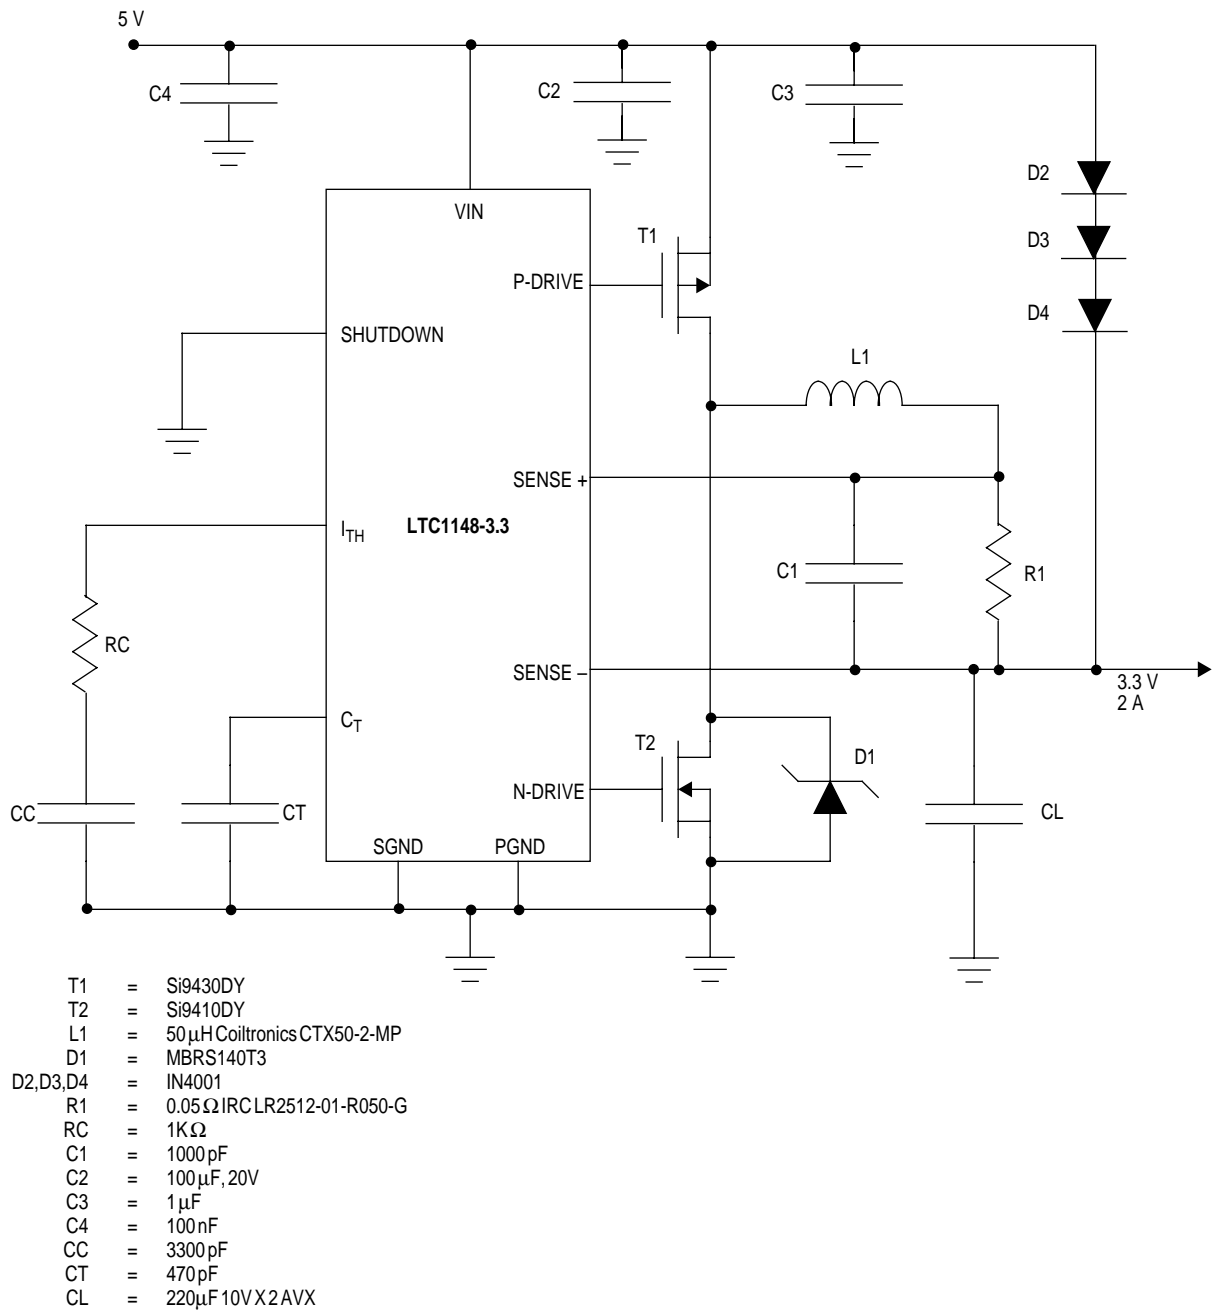 5 V
C4
C2
C3
D2
VIN
T1
D3
P-DRIVE
D4
SHUTDOWN
L1
SENSE +
ITH
LTC1148-3.3
C1
R1
RC
SENSE –
3.3 V
2 A
CT
T2
D1
N-DRIVE
CC
CT
CL
SGND
PGND
T1 = Si9430DY
T2 = Si9410DY
L1 = 50 μH Coiltronics CTX50-2-MP
D1 = MBRS140T3
D2,D3,D4 = IN4001
R1 = 0.05 Ω IRC LR2512-01-R050-G
RC = 1K Ω
C1 = 1000 pF
C2 = 100 μF, 20V
C3 = 1 μF
C4 = 100 nF
CC = 3300 pF
CT = 470 pF
CL = 220μF 10V X 2 AVX